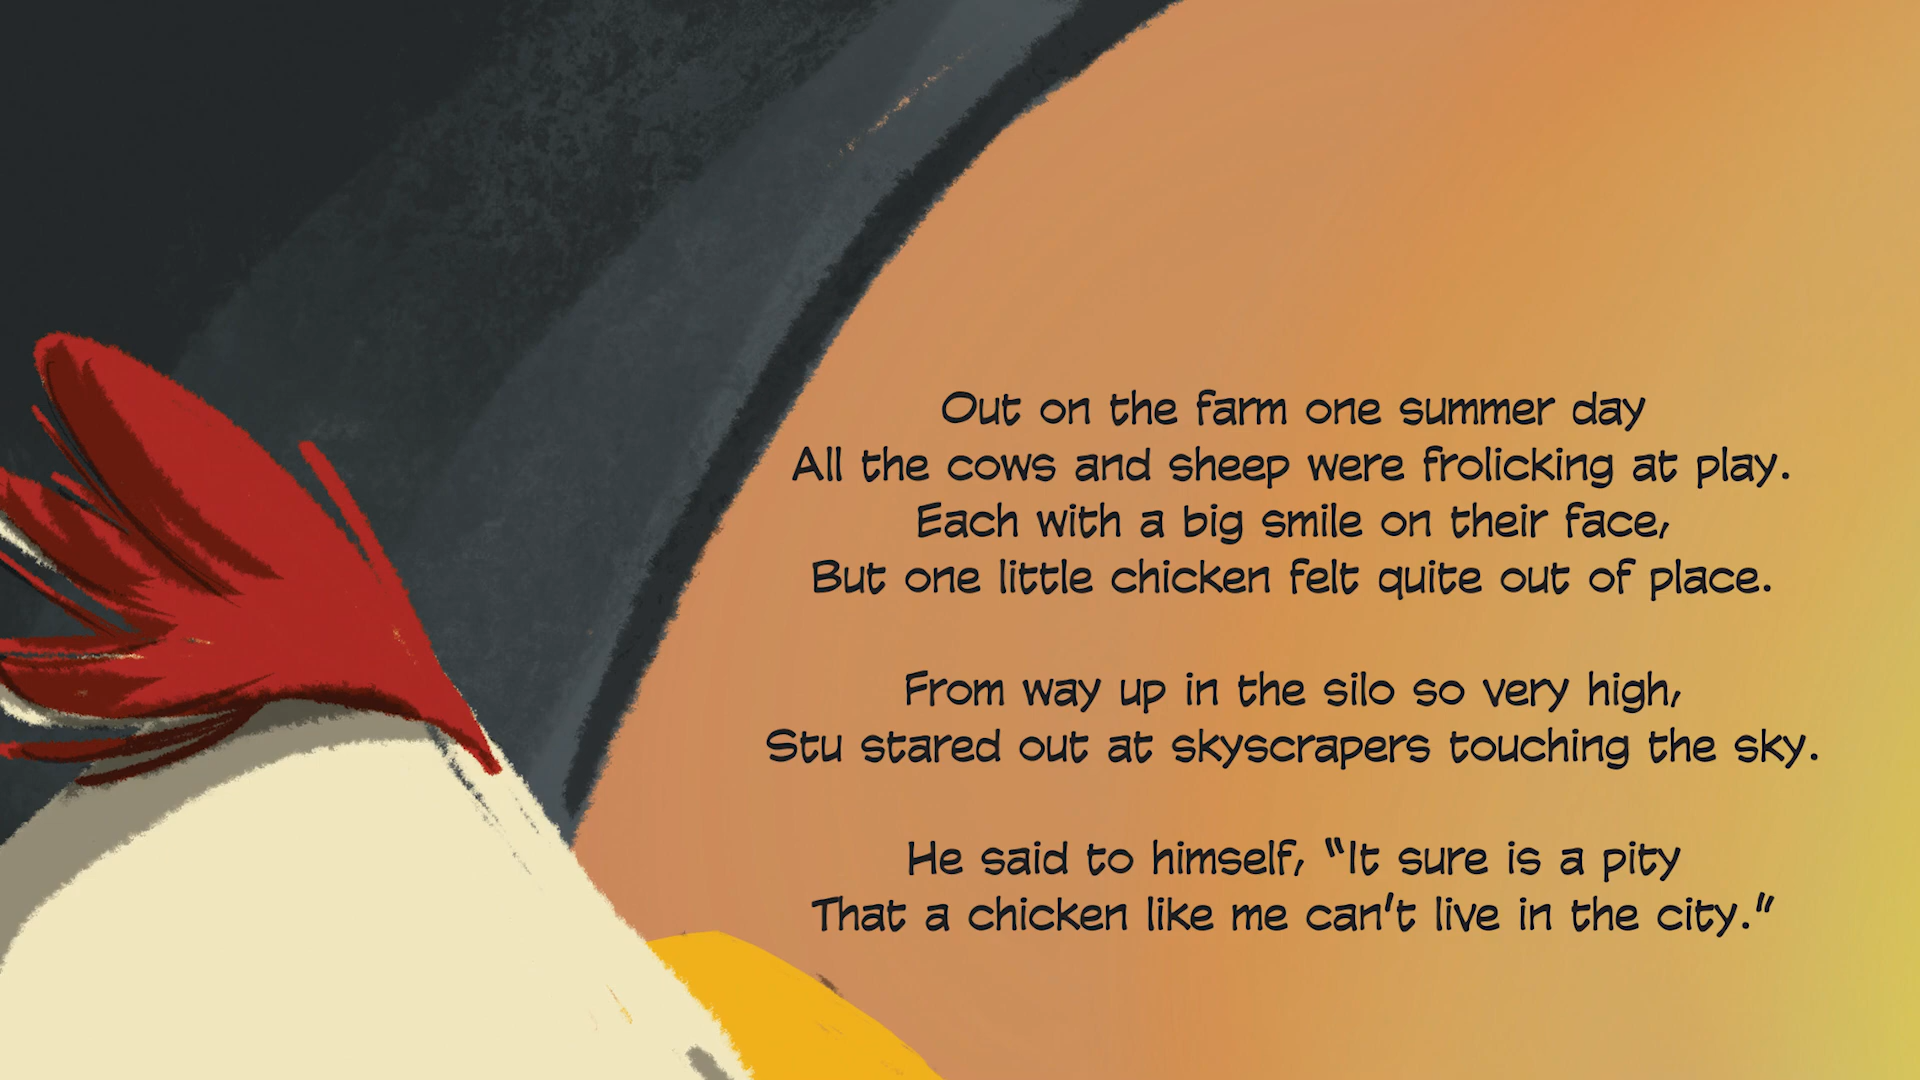 Out on the farm one summer day
All the cows and sheep were frolicking at play.
Each with a big smile on their face,
But one little chicken felt quite out of place.
From way up in the silo so very high,
Stu stared out at skyscrapers touching the sky.
He said to himself, “It sure is a pity
That a chicken like me can't live in the city.”